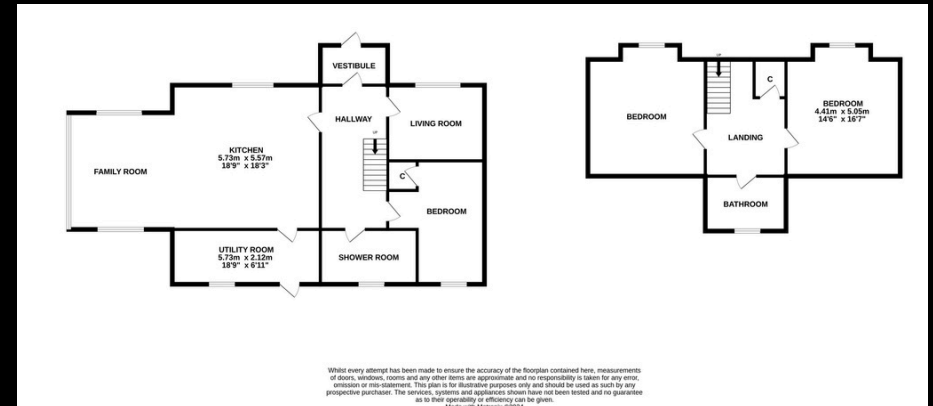 VESTIBULE
HALLWAY
UP
LIVING ROOM
KITCHEN
5.73m x 5.57m
18'9" x 18'3"
FAMILY ROOM
C
BEDROOM
UTILITY ROOM
5.73m x 2.12m
18'9" x 6'11"
SHOWER ROOM
UP
C
BEDROOM
BEDROOM
4.41m x 5.05m
14'6" x 16'7"
LANDING
BATHROOM
Whilst every attempt has been made to ensure the accuracy of the floorplan contained here, measurements
of doors, windows, rooms and any other items are approximate and no responsibility is taken for any error,
omission or mis-statement. This plan is for illustrative purposes only and should be used as such by any
prospective purchaser. The services, systems and appliances shown have not been tested and no guarantee
as to their operability or efficiency can be given.
Made with Metropix ©2024